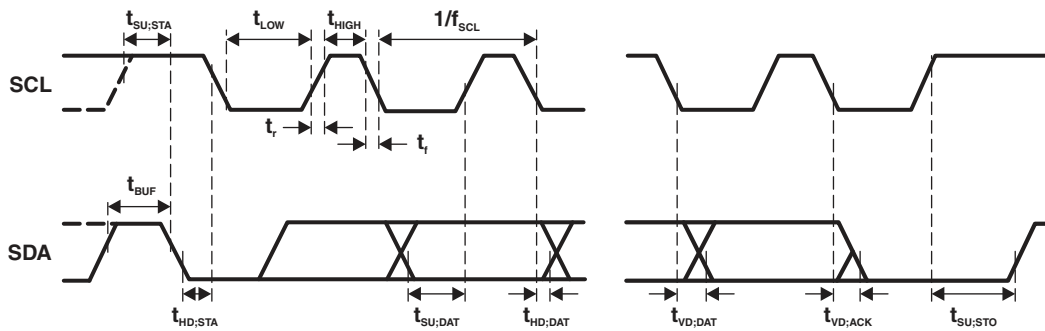 tSU;STA tLOW tHIGH 1/fSCL
SCL
tr tf
tBUF
SDA
tHD;STA tSU;DAT tHD;DAT tVD;DAT tVD;ACK tSU;STO